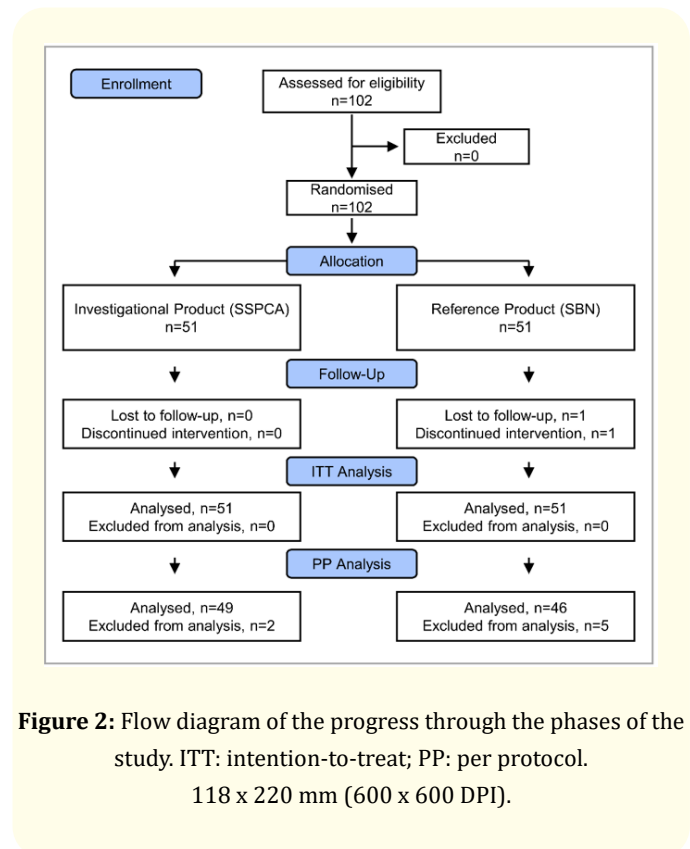 Enrollment
Assessed for eligibility
n=102
Excluded
n=0
Randomised
n=102
Allocation
Investigational Product (SSPCA)
n=51
Reference Product (SBN)
n=51
Follow-Up
Lost to follow-up, n=0
Discontinued intervention, n=0
Lost to follow-up, n=1
Discontinued intervention, n=1
ITT Analysis
Analysed, n=51
Excluded from analysis, n=0
Analysed, n=51
Excluded from analysis, n=0
PP Analysis
Analysed, n=49
Excluded from analysis, n=2
Analysed, n=46
Excluded from analysis, n=5
Figure 2: Flow diagram of the progress through the phases of the
study. ITT: intention-to-treat; PP: per protocol.
118 x 220 mm (600 x 600 DPI).